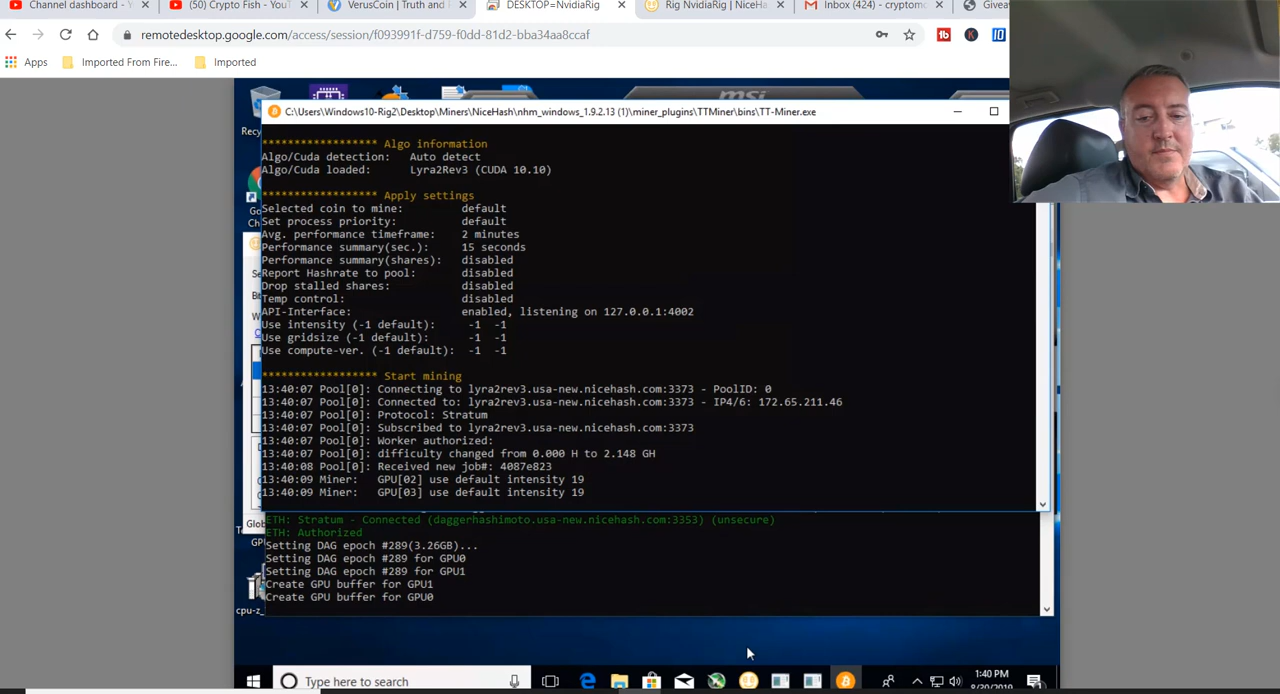 Channel dashboard - Y
(50) Crypto Fish - YouT
VerusCoin | Truth and
DESKTOP=NvidiaRig
Rig NvidiaRig | NiceHa
Inbox (424) - cryptom
Givea
remotedesktop.google.com/access/session/f093991f-d759-f0dd-81d2-bba34aa8ccaf
Apps
Imported From Fire...
Imported
msi
C:\Users\Windows10-Rig2\Desktop\Miners\NiceHash\nhm_windows_1.9.2.13 (1)\miner_plugins\TTMiner\bins\TT-Miner.exe
****************** Algo information
Algo/Cuda detection: Auto detect
Algo/Cuda loaded: Lyra2Rev3 (CUDA 10.10)
****************** Apply settings
Selected coin to mine: default
Set process priority: default
Avg. performance timeframe: 2 minutes
Performance summary(sec.): 15 seconds
Performance summary(shares): disabled
Report Hashrate to pool: disabled
Drop stalled shares: disabled
Temp control: disabled
API-Interface: enabled, listening on 127.0.0.1:4002
Use intensity (-1 default): -1 -1
Use gridsize (-1 default): -1 -1
Use compute-ver. (-1 default): -1 -1
****************** Start mining
13:40:07 Pool[0]: Connecting to lyra2rev3.usa-new.nicehash.com:3373 - PoolID: 0
13:40:07 Pool[0]: Connected to: lyra2rev3.usa-new.nicehash.com:3373 - IP4/6: 172.65.211.46
13:40:07 Pool[0]: Protocol: Stratum
13:40:07 Pool[0]: Subscribed to lyra2rev3.usa-new.nicehash.com:3373
13:40:07 Pool[0]: Worker authorized:
13:40:07 Pool[0]: difficulty changed from 0.000 H to 2.148 GH
13:40:08 Pool[0]: Received new job#: 4087e823
13:40:09 Miner: GPU[02] use default intensity 19
13:40:09 Miner: GPU[03] use default intensity 19
ETH: Stratum - Connected (daggerhashimoto.usa-new.nicehash.com:3353) (unsecure)
ETH: Authorized
Setting DAG epoch #289(3.26GB)...
Setting DAG epoch #289 for GPU0
Setting DAG epoch #289 for GPU1
Create GPU buffer for GPU1
Create GPU buffer for GPU0
cpu-z_
Type here to search
1:40 PM
8/20/2019